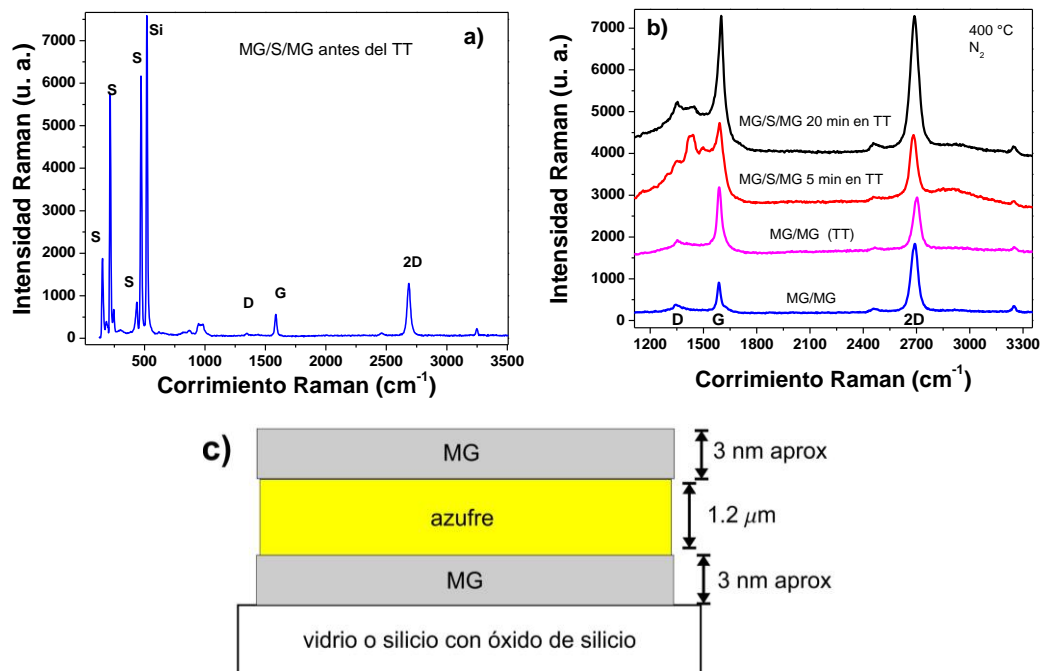 a)
MG/S/MG antes del TT
Si
S
S
S
S
D
G
2D
7000
6000
5000
4000
3000
2000
1000
0
500
1000
1500
2000
2500
3000
3500
Intensidad Raman (u. a.)
Corrimiento Raman (cm⁻¹)
b)
400 °C
N₂
MG/S/MG 20 min en TT
MG/S/MG 5 min en TT
MG/MG (TT)
MG/MG
D
G
2D
7000
6000
5000
4000
3000
2000
1000
0
1200
1500
1800
2100
2400
2700
3000
3300
Intensidad Raman (u. a.)
Corrimiento Raman (cm⁻¹)
c)
MG
3 nm aprox
azufre
1.2 μm
MG
3 nm aprox
vidrio o silicio con óxido de silicio